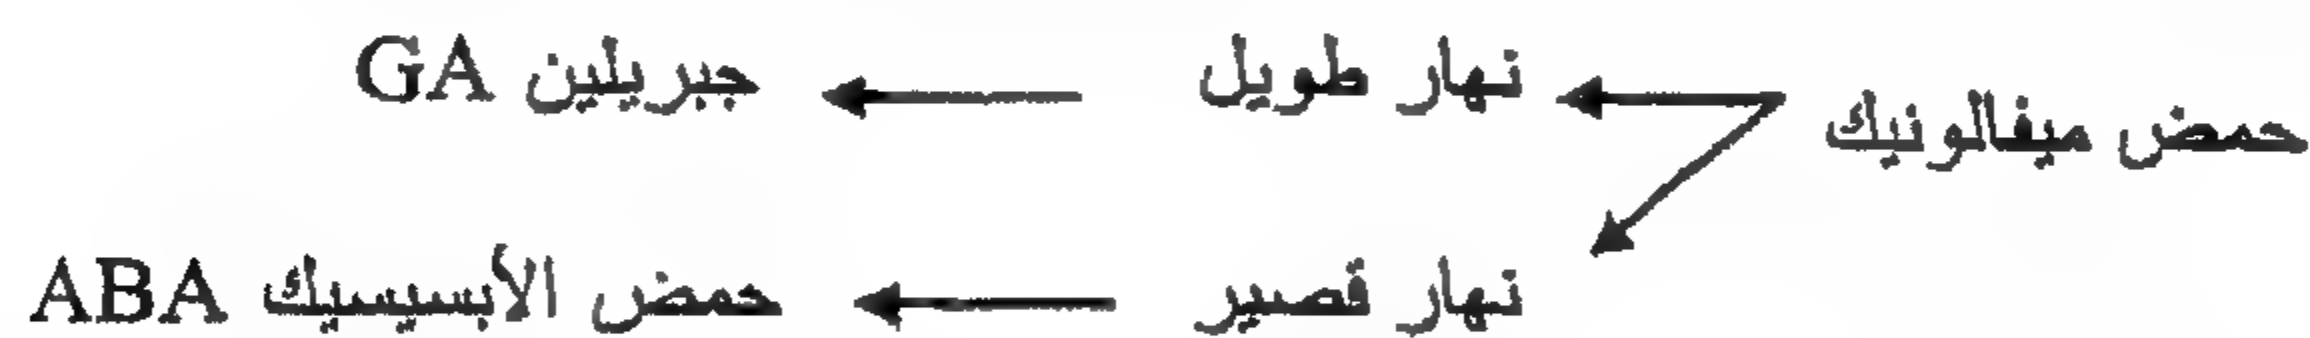 حمض ميفالونيك
نهار طويل
جبريلين GA
نهار قصير
حمض الأبسيسيك ABA